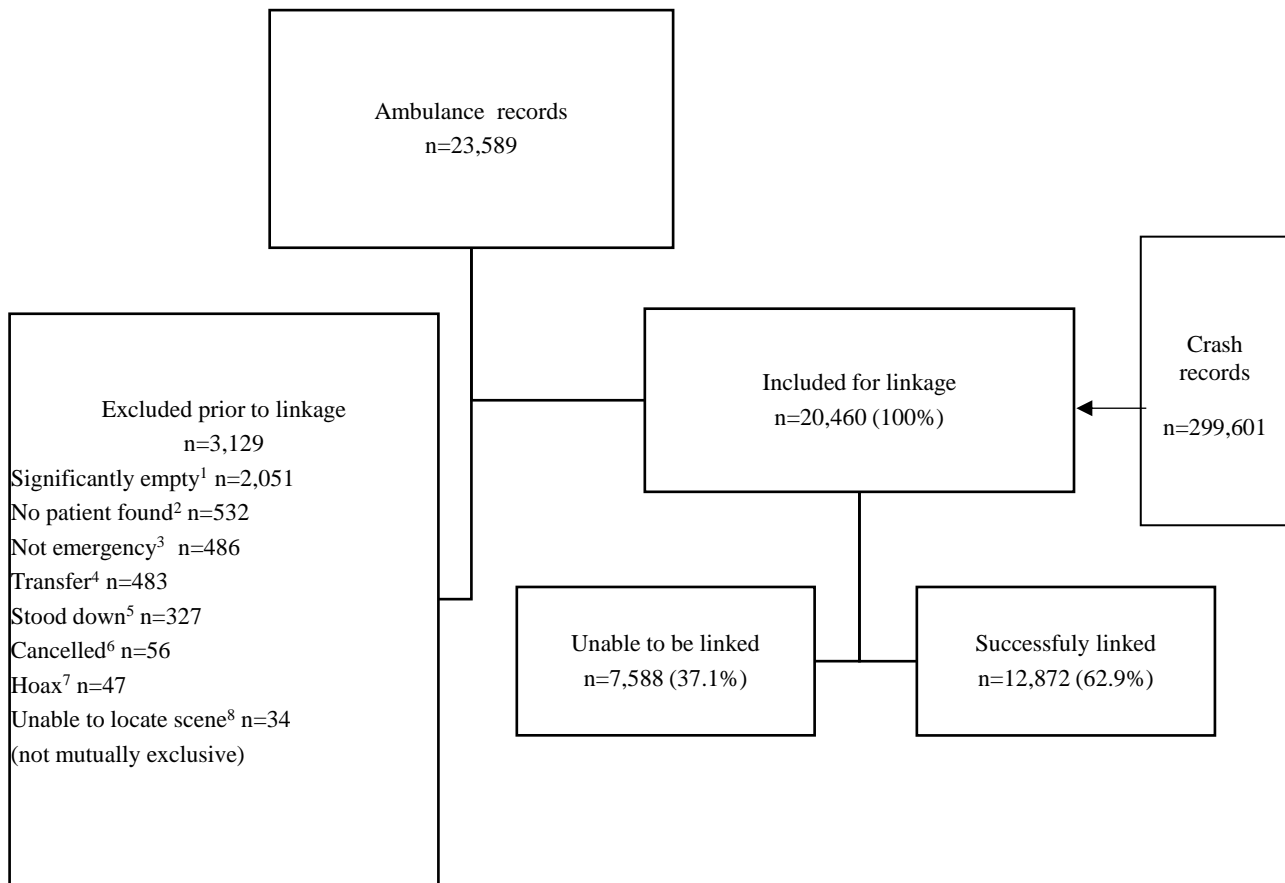 Ambulance records
n=23,589
Excluded prior to linkage
n=3,129
Significantly empty¹ n=2,051
No patient found² n=532
Not emergency³ n=486
Transfer⁴ n=483
Stood down⁵ n=327
Cancelled⁶ n=56
Hoax⁷ n=47
Unable to locate scene⁸ n=34
(not mutually exclusive)
Included for linkage
n=20,460 (100%)
Crash
records
n=299,601
Unable to be linked
n=7,588 (37.1%)
Successfuly linked
n=12,872 (62.9%)